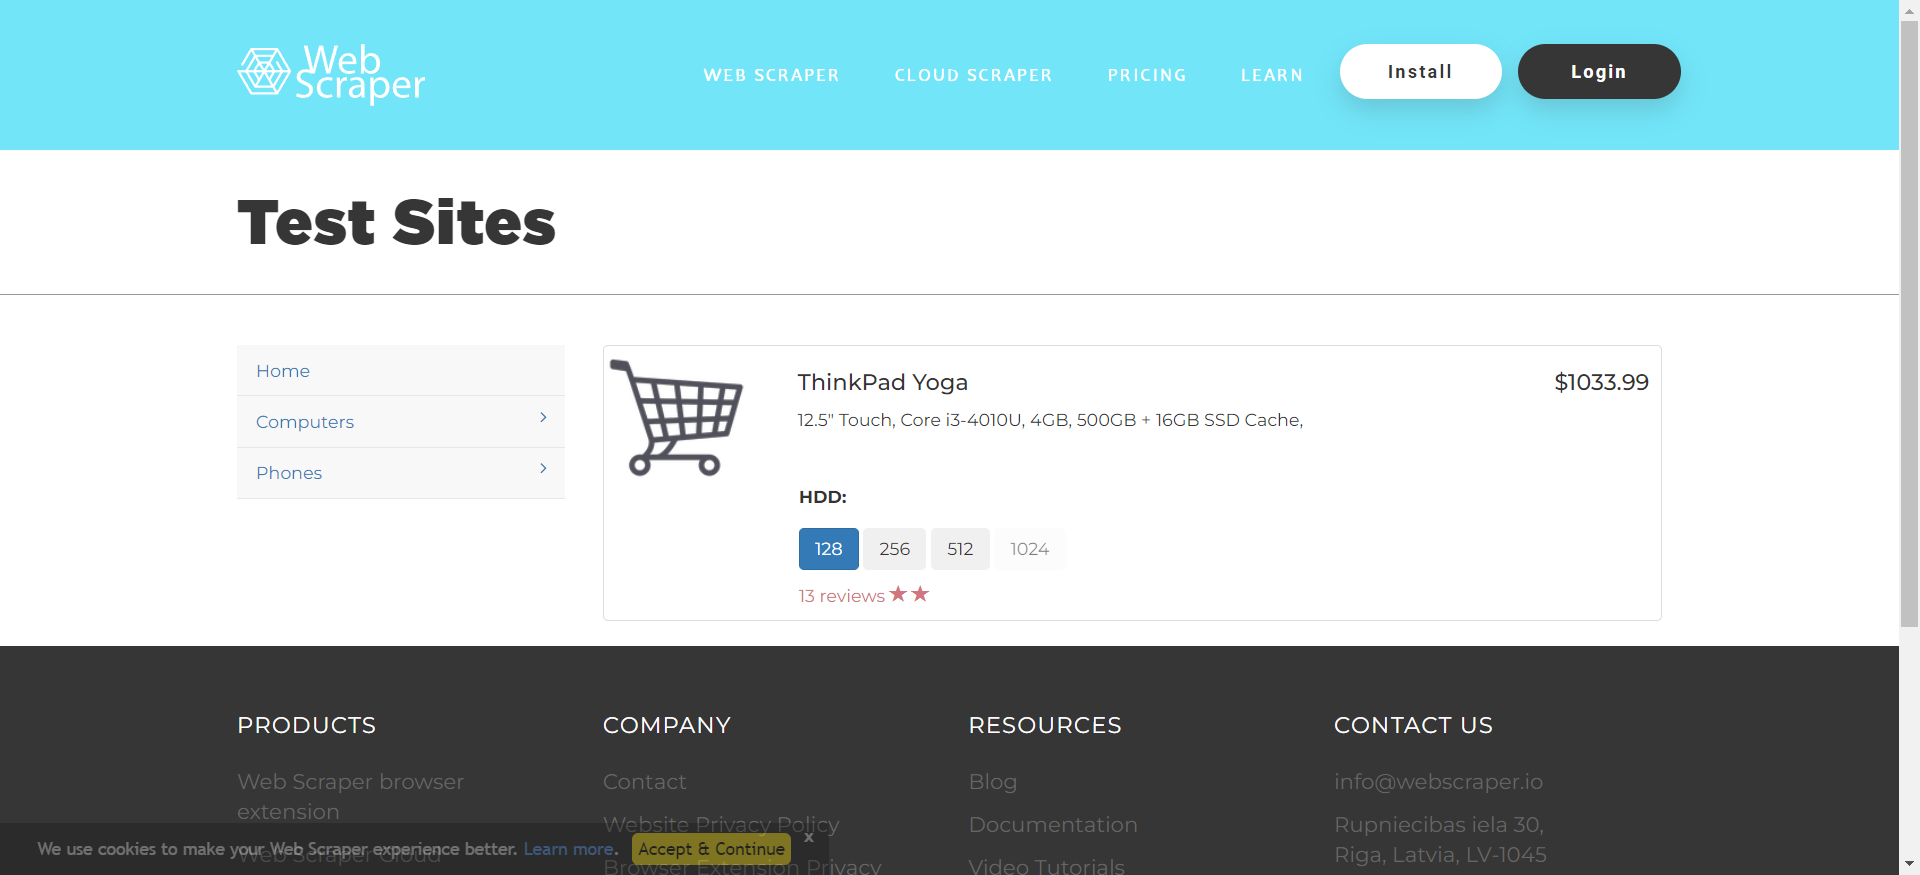 Web
Scraper
WEB SCRAPER
CLOUD SCRAPER
PRICING
LEARN
Install
Login
Test Sites
Home
Computers
Phones
ThinkPad Yoga
$1033.99
12.5" Touch, Core i3-4010U, 4GB, 500GB + 16GB SSD Cache,
HDD:
128
256
512
1024
13 reviews
PRODUCTS
Web Scraper browser
extension
Web Scraper Cloud
COMPANY
Contact
Website Privacy Policy
Browser Extension Privacy
RESOURCES
Blog
Documentation
Video Tutorials
CONTACT US
info@webscraper.io
Rupniecibas iela 30,
Riga, Latvia, LV-1045
We use cookies to make your Web Scraper experience better. Learn more.
Accept & Continue
x